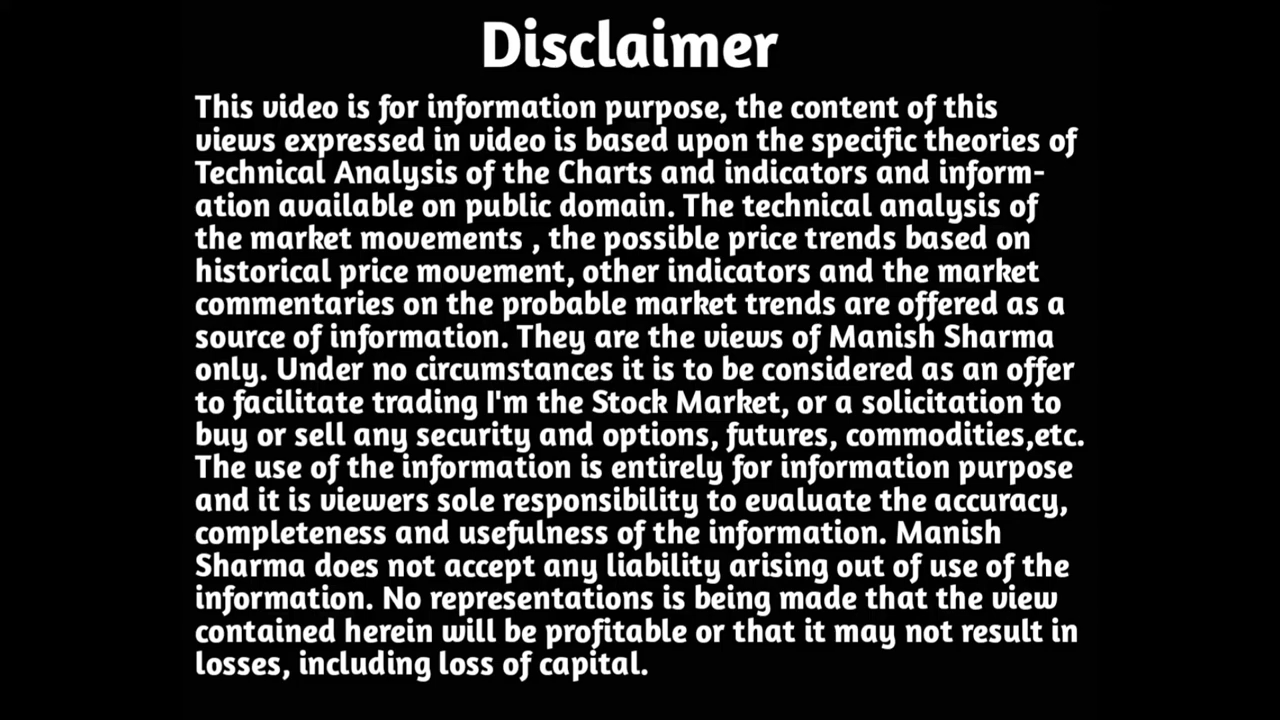 Disclaimer
This video is for information purpose, the content of this
views expressed in video is based upon the specific theories of
Technical Analysis of the Charts and indicators and inform-
ation available on public domain. The technical analysis of
the market movements , the possible price trends based on
historical price movement, other indicators and the market
commentaries on the probable market trends are offered as a
source of information. They are the views of Manish Sharma
only. Under no circumstances it is to be considered as an offer
to facilitate trading I'm the Stock Market, or a solicitation to
buy or sell any security and options, futures, commodities,etc.
The use of the information is entirely for information purpose
and it is viewers sole responsibility to evaluate the accuracy,
completeness and usefulness of the information. Manish
Sharma does not accept any liability arising out of use of the
information. No representations is being made that the view
contained herein will be profitable or that it may not result in
losses, including loss of capital.